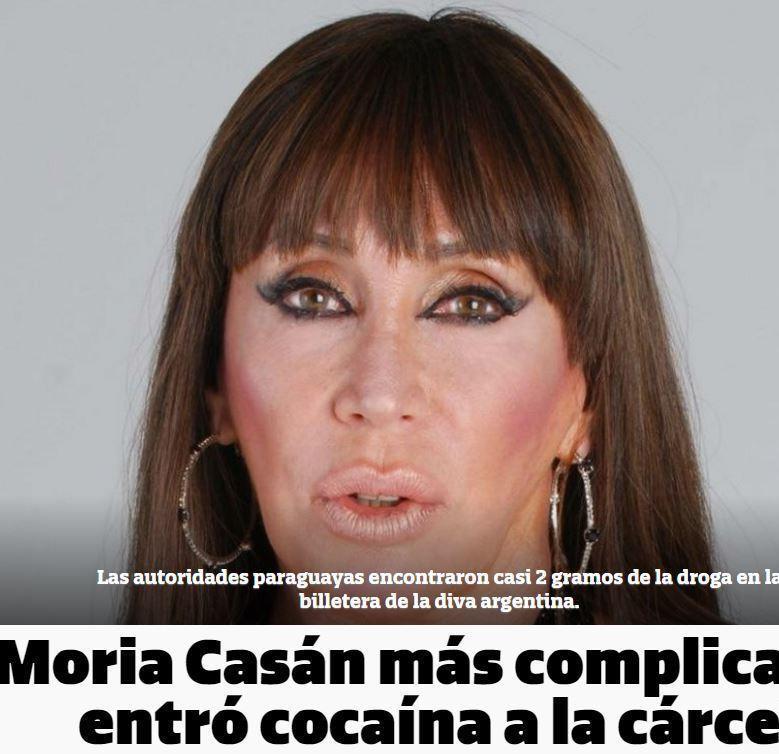 Las autoridades paraguayas encontraron casi 2 gramos de la droga en la
billetera de la diva argentina.
Moria Casán más complica
entró cocaína a la cárce